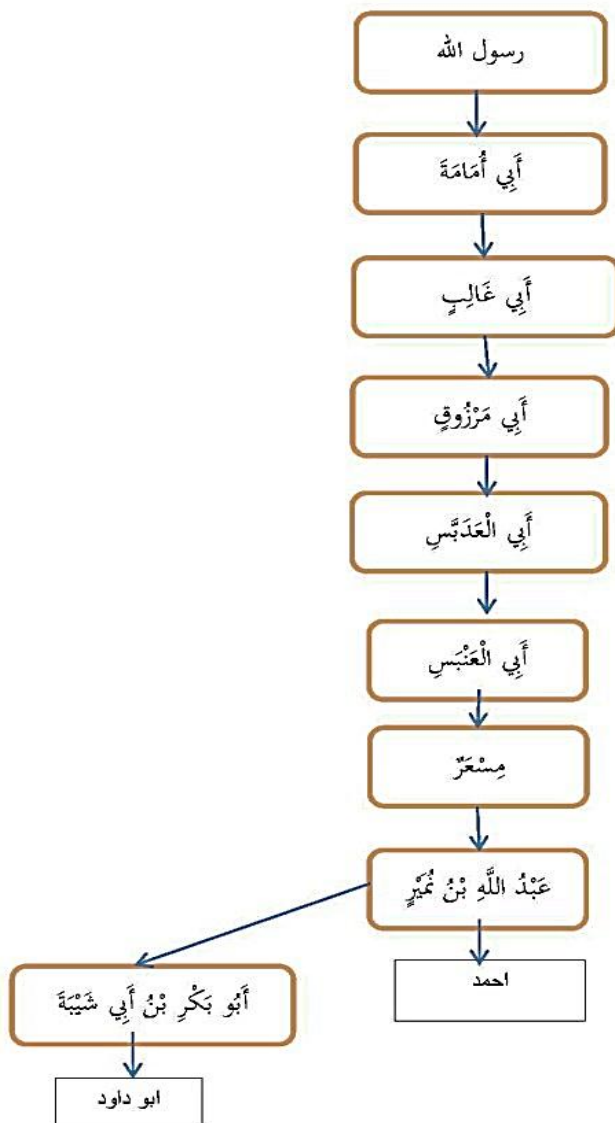 رسول الله
أَبِي أُمَامَةَ
أَبِي غَالِبٍ
أَبِي مَرْزُوقٍ
أَبِي الْعَدَبَّسِ
أَبِي الْعَنْبَسِ
مِسْعَرٌ
عَبْدُ اللَّهِ بْنُ نُمَيْرٍ
احمد
أَبُو بَكْرِ بْنُ أَبِي شَيْبَةَ
ابو داود